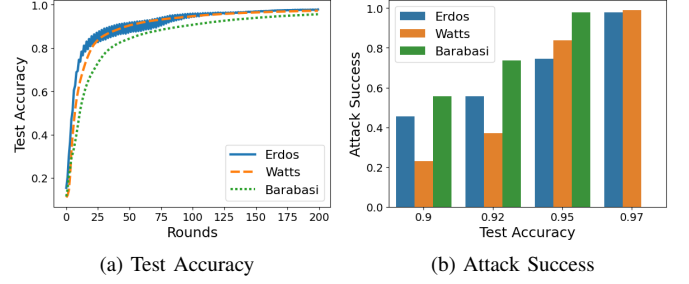 1.0
0.8
0.6
0.4
0.2
Test Accuracy
Erdos
Watts
Barabasi
0 25 50 75 100 125 150 175 200
Rounds
(a) Test Accuracy
1.0
0.8
0.6
0.4
0.2
0.0
Attack Success
Erdos
Watts
Barabasi
0.9 0.92 0.95 0.97
Test Accuracy
(b) Attack Success